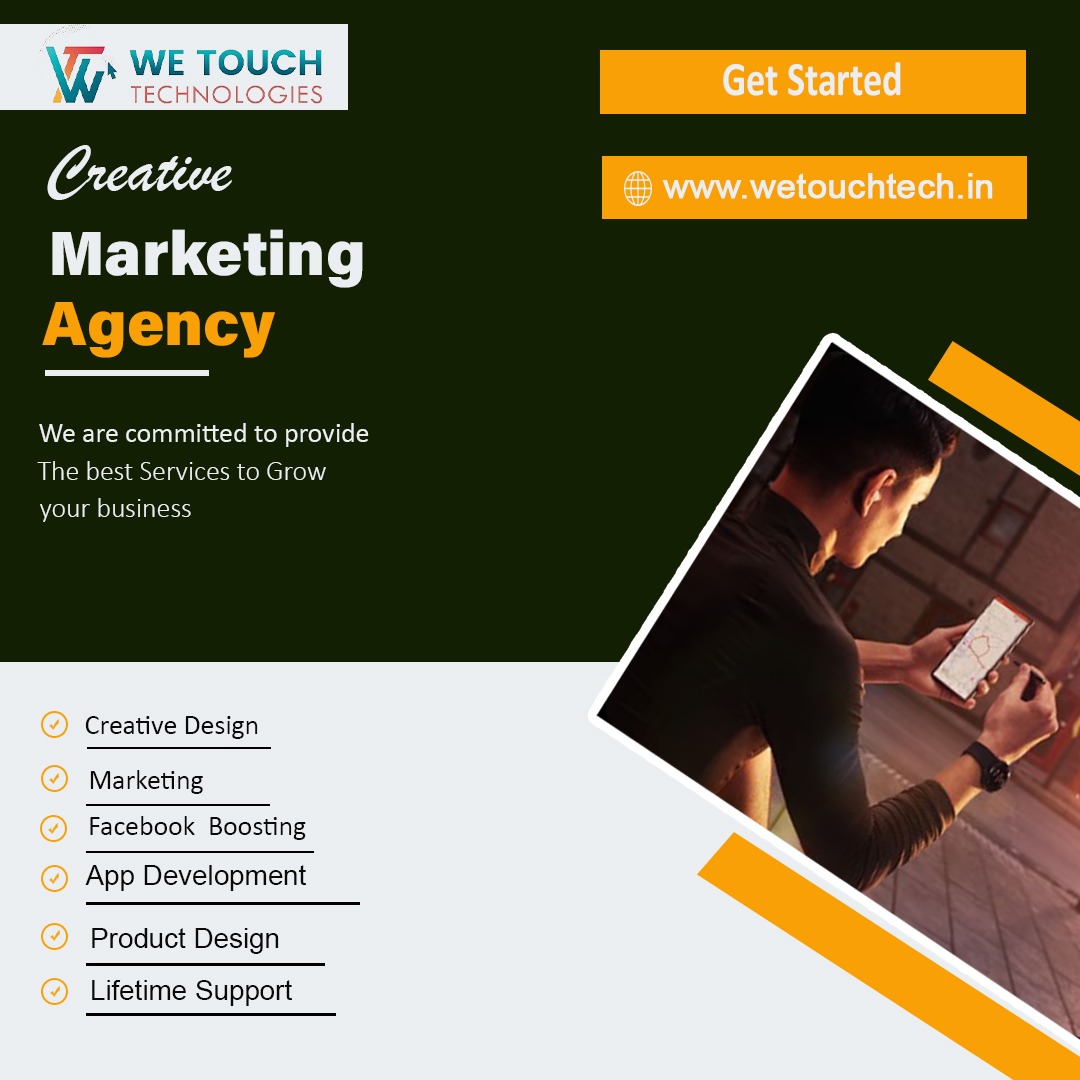 WE TOUCH
TECHNOLOGIES
Get Started
www.wetouchtech.in
Creative
Marketing
Agency
We are committed to provide
The best Services to Grow
your business
Creative Design
Marketing
Facebook  Boosting
App Development
Product Design
Lifetime Support